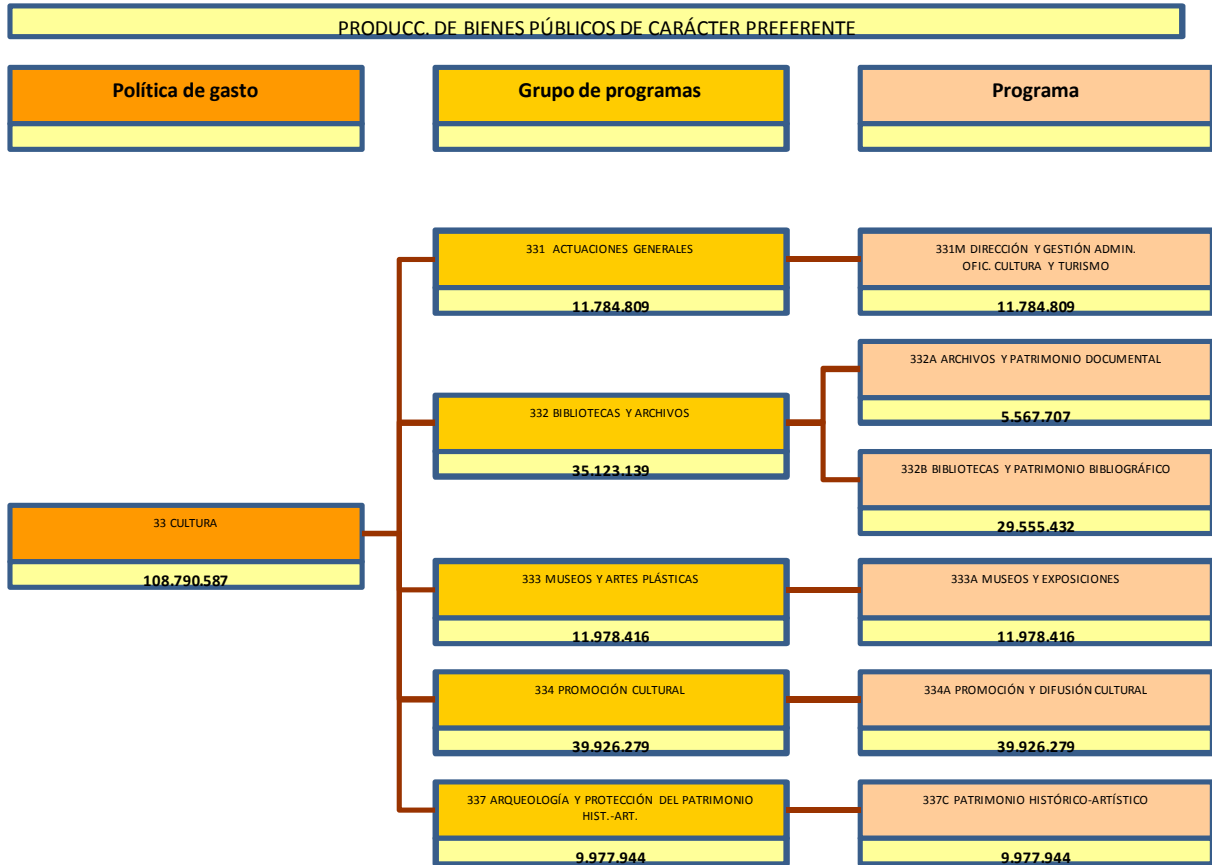 PRODUCC. DE BIENES PÚBLICOS DE CARÁCTER PREFERENTE
Política de gasto
Grupo de programas
Programa
331 ACTUACIONES GENERALES
11.784.809
331M DIRECCIÓN Y GESTIÓN ADMIN.
OFIC. CULTURA Y TURISMO
11.784.809
332A ARCHIVOS Y PATRIMONIO DOCUMENTAL
5.567.707
332 BIBLIOTECAS Y ARCHIVOS
35.123.139
332B BIBLIOTECAS Y PATRIMONIO BIBLIOGRÁFICO
29.555.432
33 CULTURA
108.790.587
333 MUSEOS Y ARTES PLÁSTICAS
11.978.416
333A MUSEOS Y EXPOSICIONES
11.978.416
334 PROMOCIÓN CULTURAL
39.926.279
334A PROMOCIÓN Y DIFUSIÓN CULTURAL
39.926.279
337 ARQUEOLOGÍA Y PROTECCIÓN DEL PATRIMONIO
HIST.-ART.
9.977.944
337C PATRIMONIO HISTÓRICO-ARTÍSTICO
9.977.944